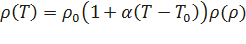 ρ(T) = ρ₀(1 + α(T − T₀))ρ(ρ)